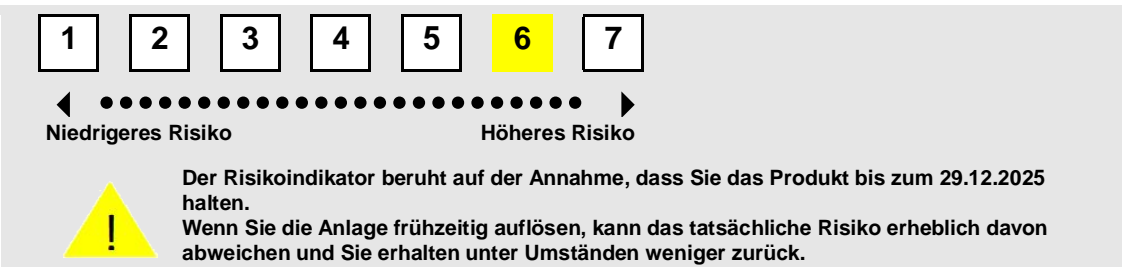 1 2 3 4 5 6 7
Niedrigeres Risiko Höheres Risiko
Der Risikoindikator beruht auf der Annahme, dass Sie das Produkt bis zum 29.12.2025
halten.
Wenn Sie die Anlage frühzeitig auflösen, kann das tatsächliche Risiko erheblich davon
abweichen und Sie erhalten unter Umständen weniger zurück.
!